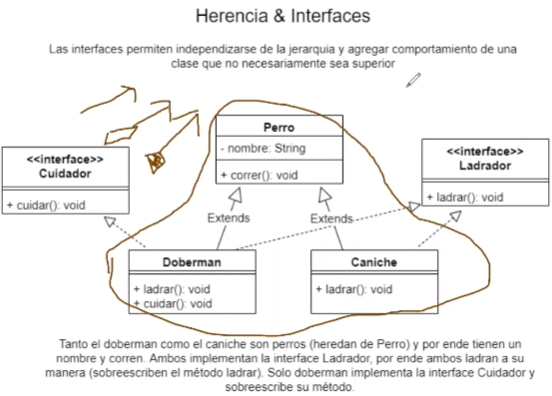 Herencia & Interfaces
Las interfaces permiten independizarse de la jerarquia y agregar comportamiento de una
clase que no necesariamente sea superior
Perro
- nombre: String
+ correr(): void
<<interface>>
Cuidador
+ cuidar(): void
<<interface>>
Ladrador
+ ladrar(): void
Extends
Extends
Doberman
+ ladrar(): void
+ cuidar(): void
Caniche
+ ladrar(): void
Tanto el doberman como el caniche son perros (heredan de Perro) y por ende tienen un
nombre y corren. Ambos implementan la interface Ladrador, por ende ambos ladran a su
manera (sobreescriben el método ladrar). Solo doberman implementa la interface Cuidador y
sobreescribe su método.